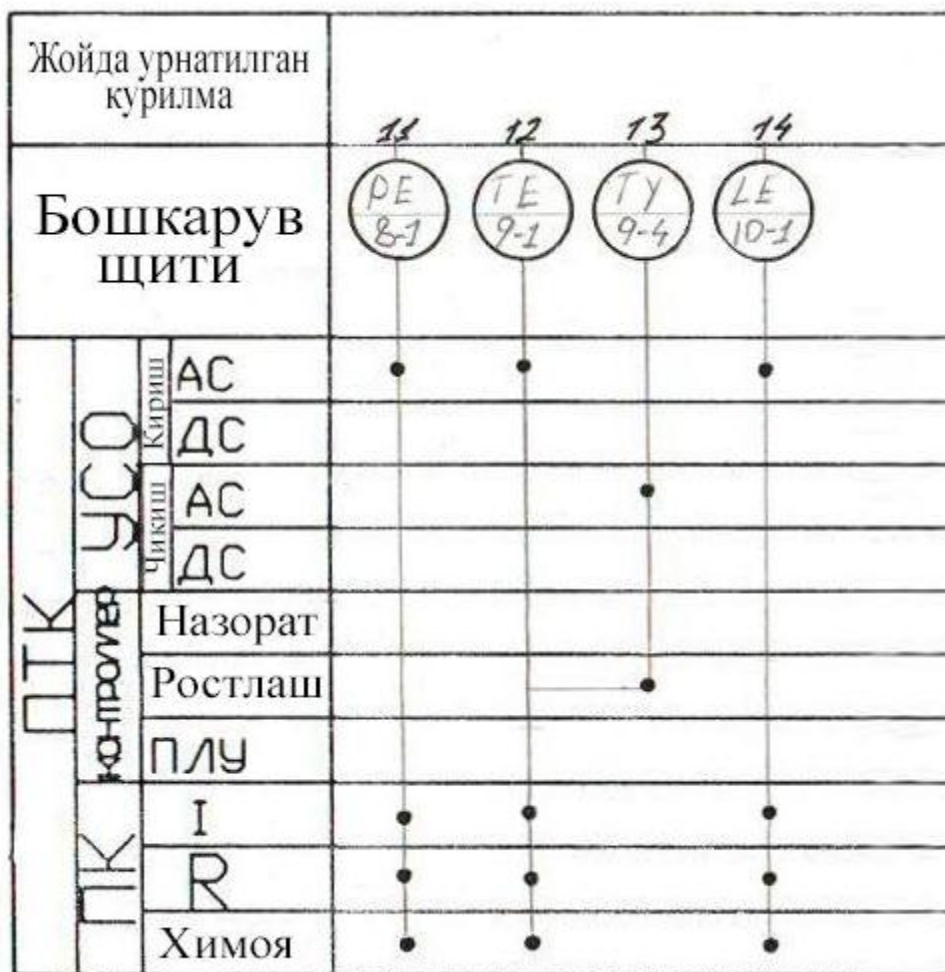 Жойда урнатилган
курилма
11 12 13 14
Бошкарув
щити
PE TE TY LE
8-1 9-1 9-4 10-1
ПТК
УСО
Кириш
АС
ДС
Чикиш
АС
ДС
контроллер
Назорат
Ростлаш
ПЛУ
ПК
I
R
Химоя